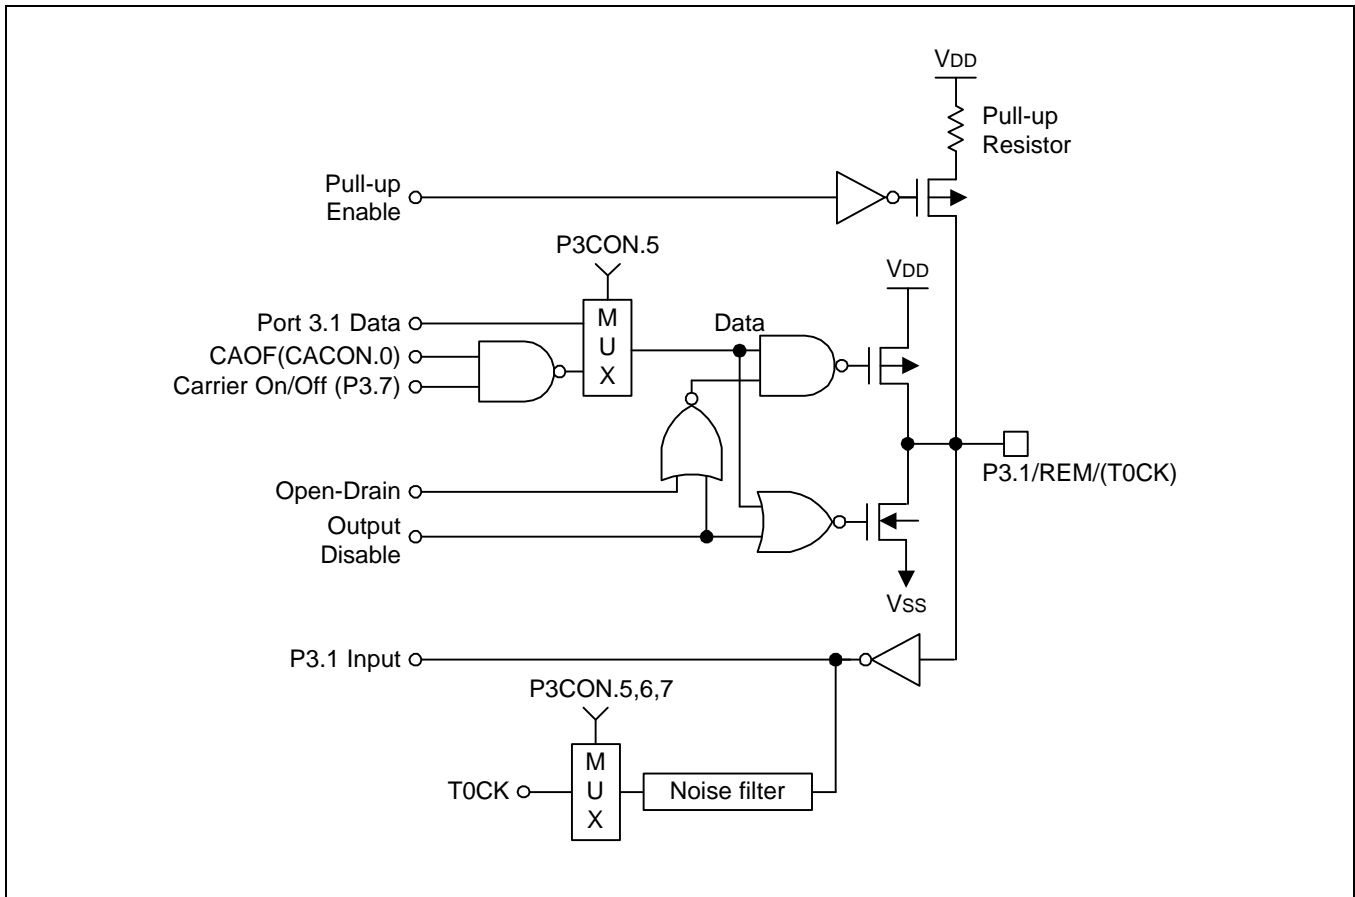 VDD
Pull-up
Resistor
Pull-up
Enable
P3CON.5
VDD
Port 3.1 Data
M
U
X
Data
CAOF(CACON.0)
Carrier On/Off (P3.7)
P3.1/REM/(T0CK)
Open-Drain
Output
Disable
VSS
P3.1 Input
P3CON.5,6,7
M
U
X
T0CK
Noise filter